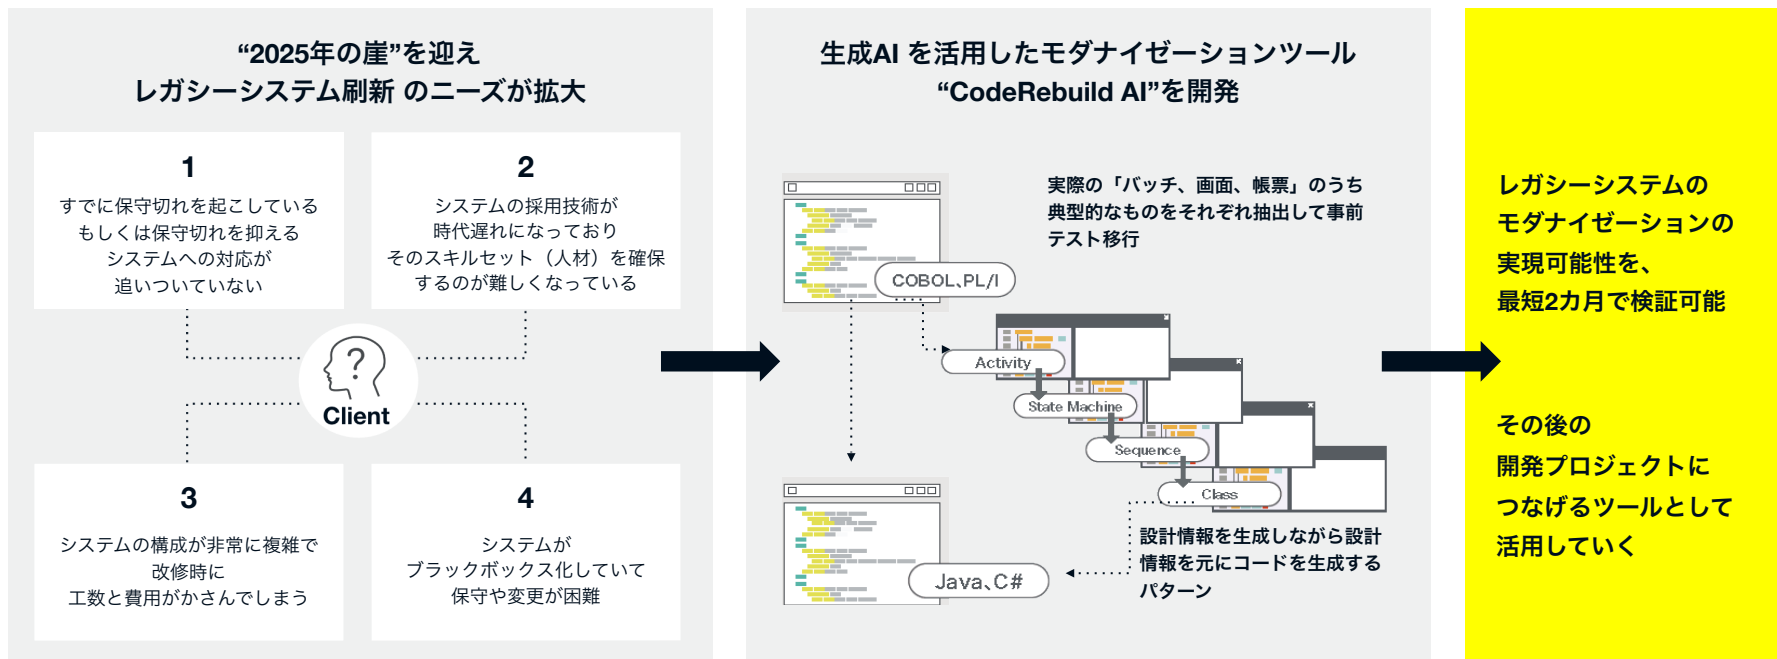 “2025年の崖”を迎え
レガシーシステム刷新 のニーズが拡大
1
すでに保守切れを起こしている
もしくは保守切れを抑える
システムへの対応が
追いついていない
2
システムの採用技術が
時代遅れになっており
そのスキルセット（人材）を確保
するのが難しくなっている
?
Client
3
システムの構成が非常に複雑で
改修時に
工数と費用がかさんでしまう
4
システムが
ブラックボックス化していて
保守や変更が困難
生成AI を活用したモダナイゼーションツール
“CodeRebuild AI”を開発
実際の「バッチ、画面、帳票」のうち
典型的なものをそれぞれ抽出して事前
テスト移行
COBOL、PL/I
Activity
State Machine
Sequence
Class
設計情報を生成しながら設計
情報を元にコードを生成する
パターン
Java、C#
レガシーシステムの
モダナイゼーションの
実現可能性を、
最短2カ月で検証可能
その後の
開発プロジェクトに
つなげるツールとして
活用していく